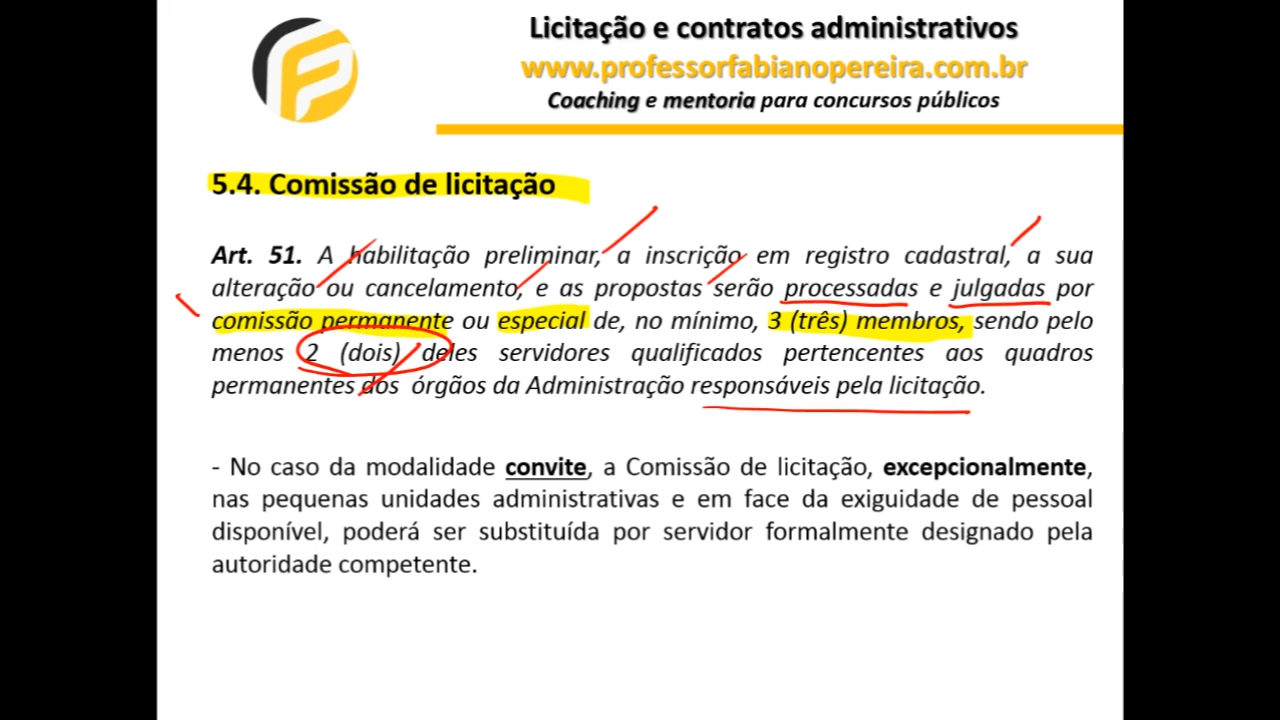 Licitação e contratos administrativos
www.professorfabianopereira.com.br
Coaching e mentoria para concursos públicos
5.4. Comissão de licitação
Art. 51. A habilitação preliminar, a inscrição em registro cadastral, a sua
alteração ou cancelamento, e as propostas serão processadas e julgadas por
comissão permanente ou especial de, no mínimo, 3 (três) membros, sendo pelo
menos 2 (dois) deles servidores qualificados pertencentes aos quadros
permanentes dos órgãos da Administração responsáveis pela licitação.
- No caso da modalidade convite, a Comissão de licitação, excepcionalmente,
nas pequenas unidades administrativas e em face da exiguidade de pessoal
disponível, poderá ser substituída por servidor formalmente designado pela
autoridade competente.